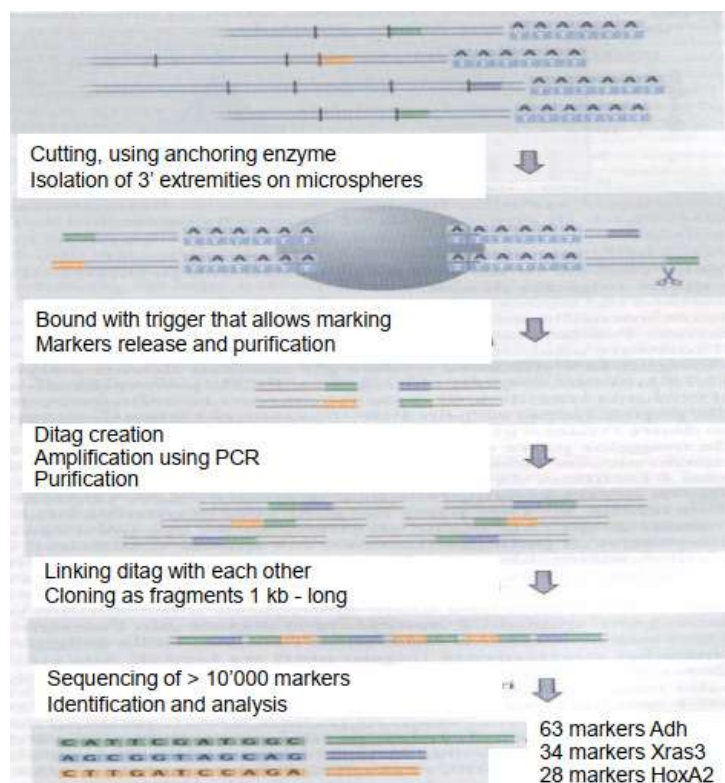 Cutting, using anchoring enzyme
Isolation of 3' extremities on microspheres
Bound with trigger that allows marking
Markers release and purification
Ditag creation
Amplification using PCR
Purification
Linking ditag with each other
Cloning as fragments 1 kb - long
Sequencing of > 10'000 markers
Identification and analysis
CATTCGATGGC
AGCGGTAGCAG
CTTGATCCAGA
63 markers Adh
34 markers Xras3
28 markers HoxA2